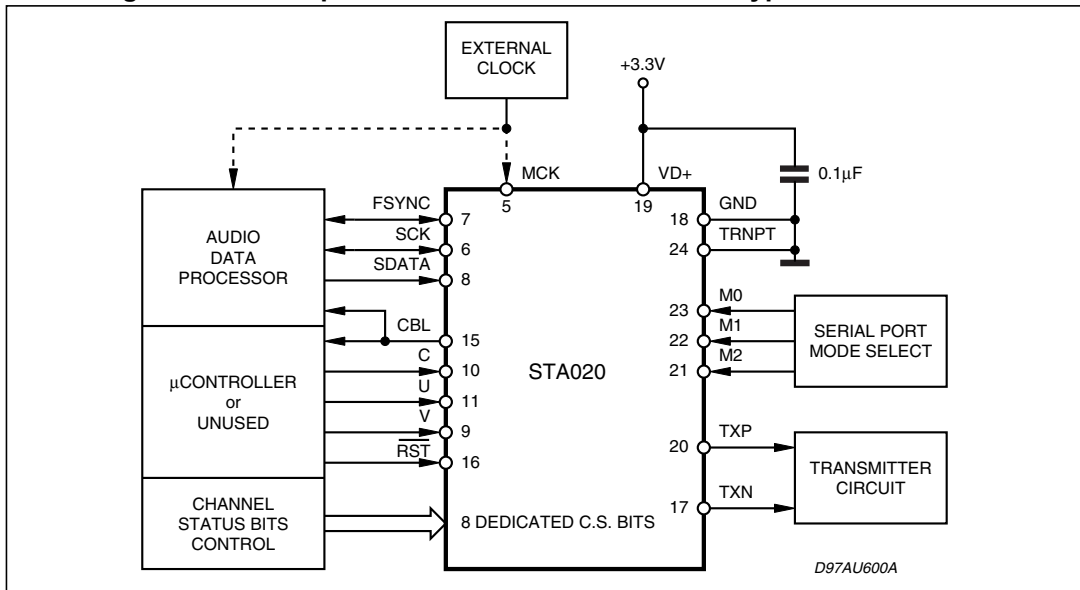 EXTERNAL
CLOCK
+3.3V
MCK
VD+
5
19
0.1µF
AUDIO
DATA
PROCESSOR
FSYNC
7
SCK
6
SDATA
8
GND
18
TRNPT
24
M0
23
M1
22
M2
21
SERIAL PORT
MODE SELECT
CBL
15
C
10
U
11
V
9
RST
16
STA020
µCONTROLLER
or
UNUSED
TXP
20
TXN
17
TRANSMITTER
CIRCUIT
CHANNEL
STATUS BITS
CONTROL
8 DEDICATED C.S. BITS
D97AU600A